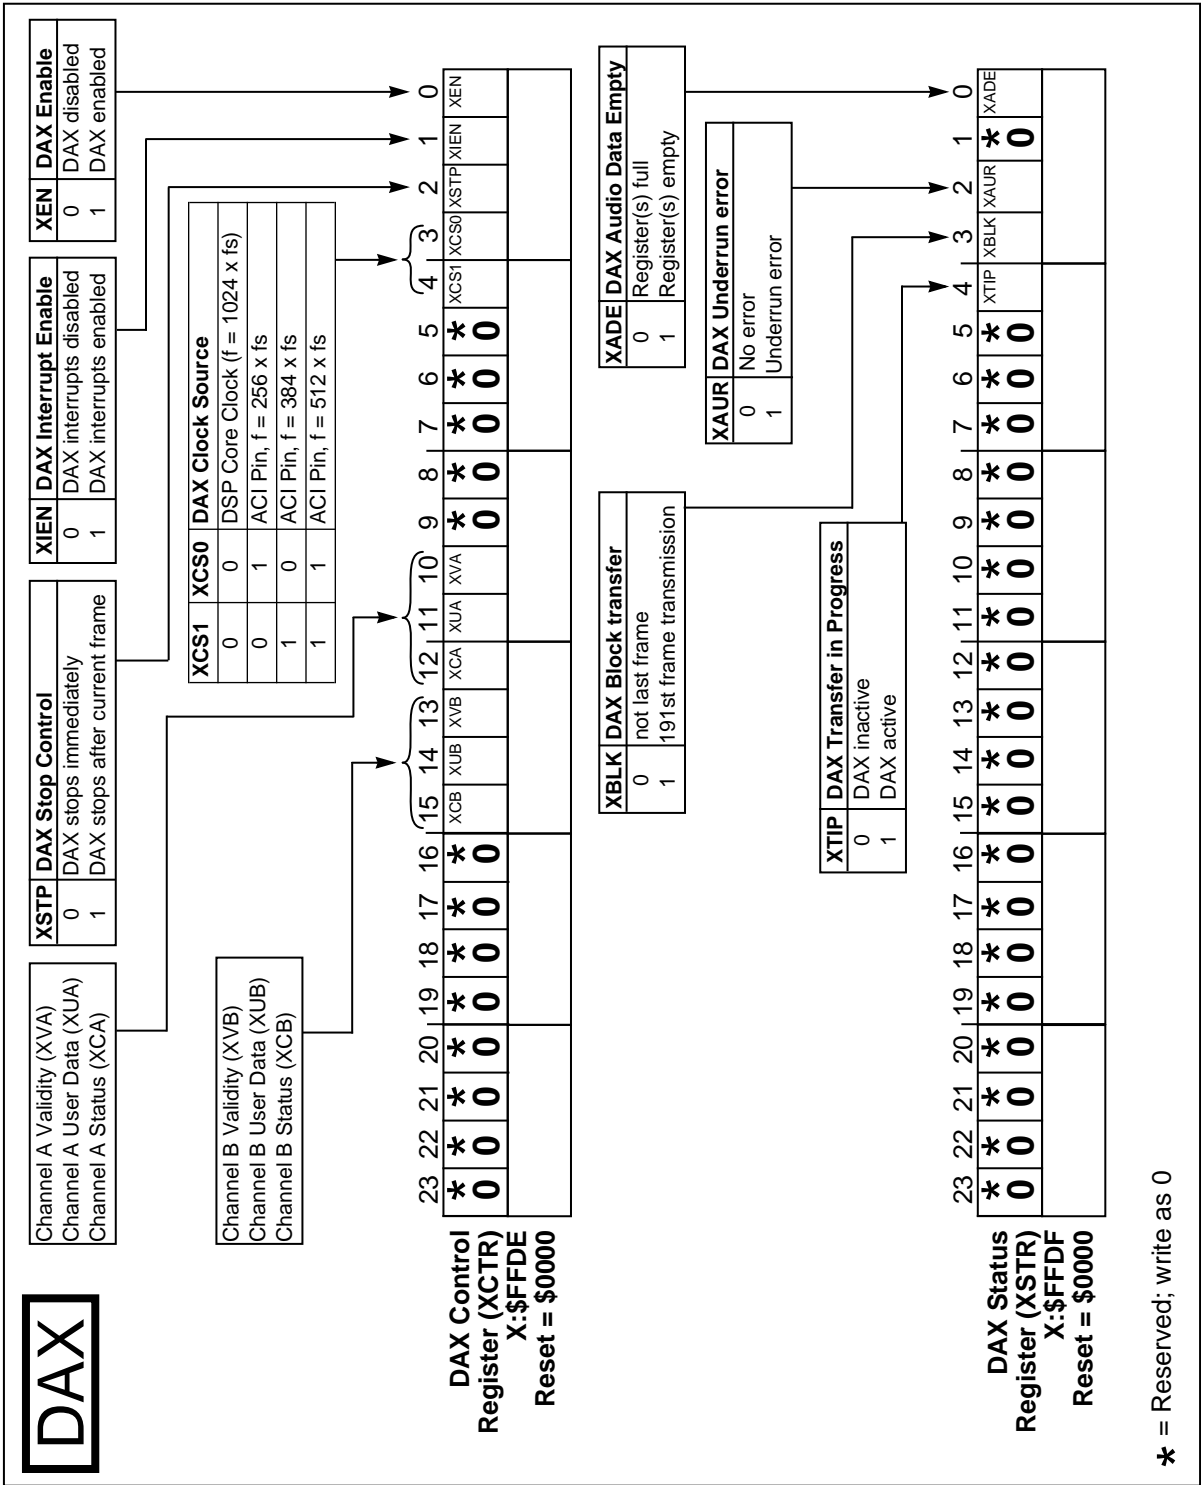 DAX
Channel A Validity (XVA)
Channel A User Data (XUA)
Channel A Status (XCA)
XSTP DAX Stop Control
0 DAX stops immediately
1 DAX stops after current frame
XIEN DAX Interrupt Enable
0 DAX interrupts disabled
1 DAX interrupts enabled
XEN DAX Enable
0 DAX disabled
1 DAX enabled
Channel B Validity (XVB)
Channel B User Data (XUB)
Channel B Status (XCB)
XCS1 XCS0 DAX Clock Source
0 0 DSP Core Clock (f = 1024 x fs)
0 1 ACI Pin, f = 256 x fs
1 0 ACI Pin, f = 384 x fs
1 1 ACI Pin, f = 512 x fs
23 22 21 20 19 18 17 16 15 14 13 12 11 10 9 8 7 6 5 4 3 2 1 0
* * * * * * * * XCB XUB XVB XCA XUA XVA * * * * * XCS1 XCS0 XSTP XIEN XEN
0 0 0 0 0 0 0 0 0 0 0 0 0
DAX Control
Register (XCTR)
X:$FFDE
Reset = $0000
XBLK DAX Block transfer
0 not last frame
1 191st frame transmission
XADE DAX Audio Data Empty
0 Register(s) full
1 Register(s) empty
XAUR DAX Underrun error
0 No error
1 Underrun error
XTIP DAX Transfer in Progress
0 DAX inactive
1 DAX active
23 22 21 20 19 18 17 16 15 14 13 12 11 10 9 8 7 6 5 4 3 2 1 0
* * * * * * * * * * * * * * * * * * * XTIP XBLK XAUR * XADE
0 0 0 0 0 0 0 0 0 0 0 0 0 0 0 0 0 0 0 0
DAX Status
Register (XSTR)
X:$FFDF
Reset = $0000
* = Reserved; write as 0